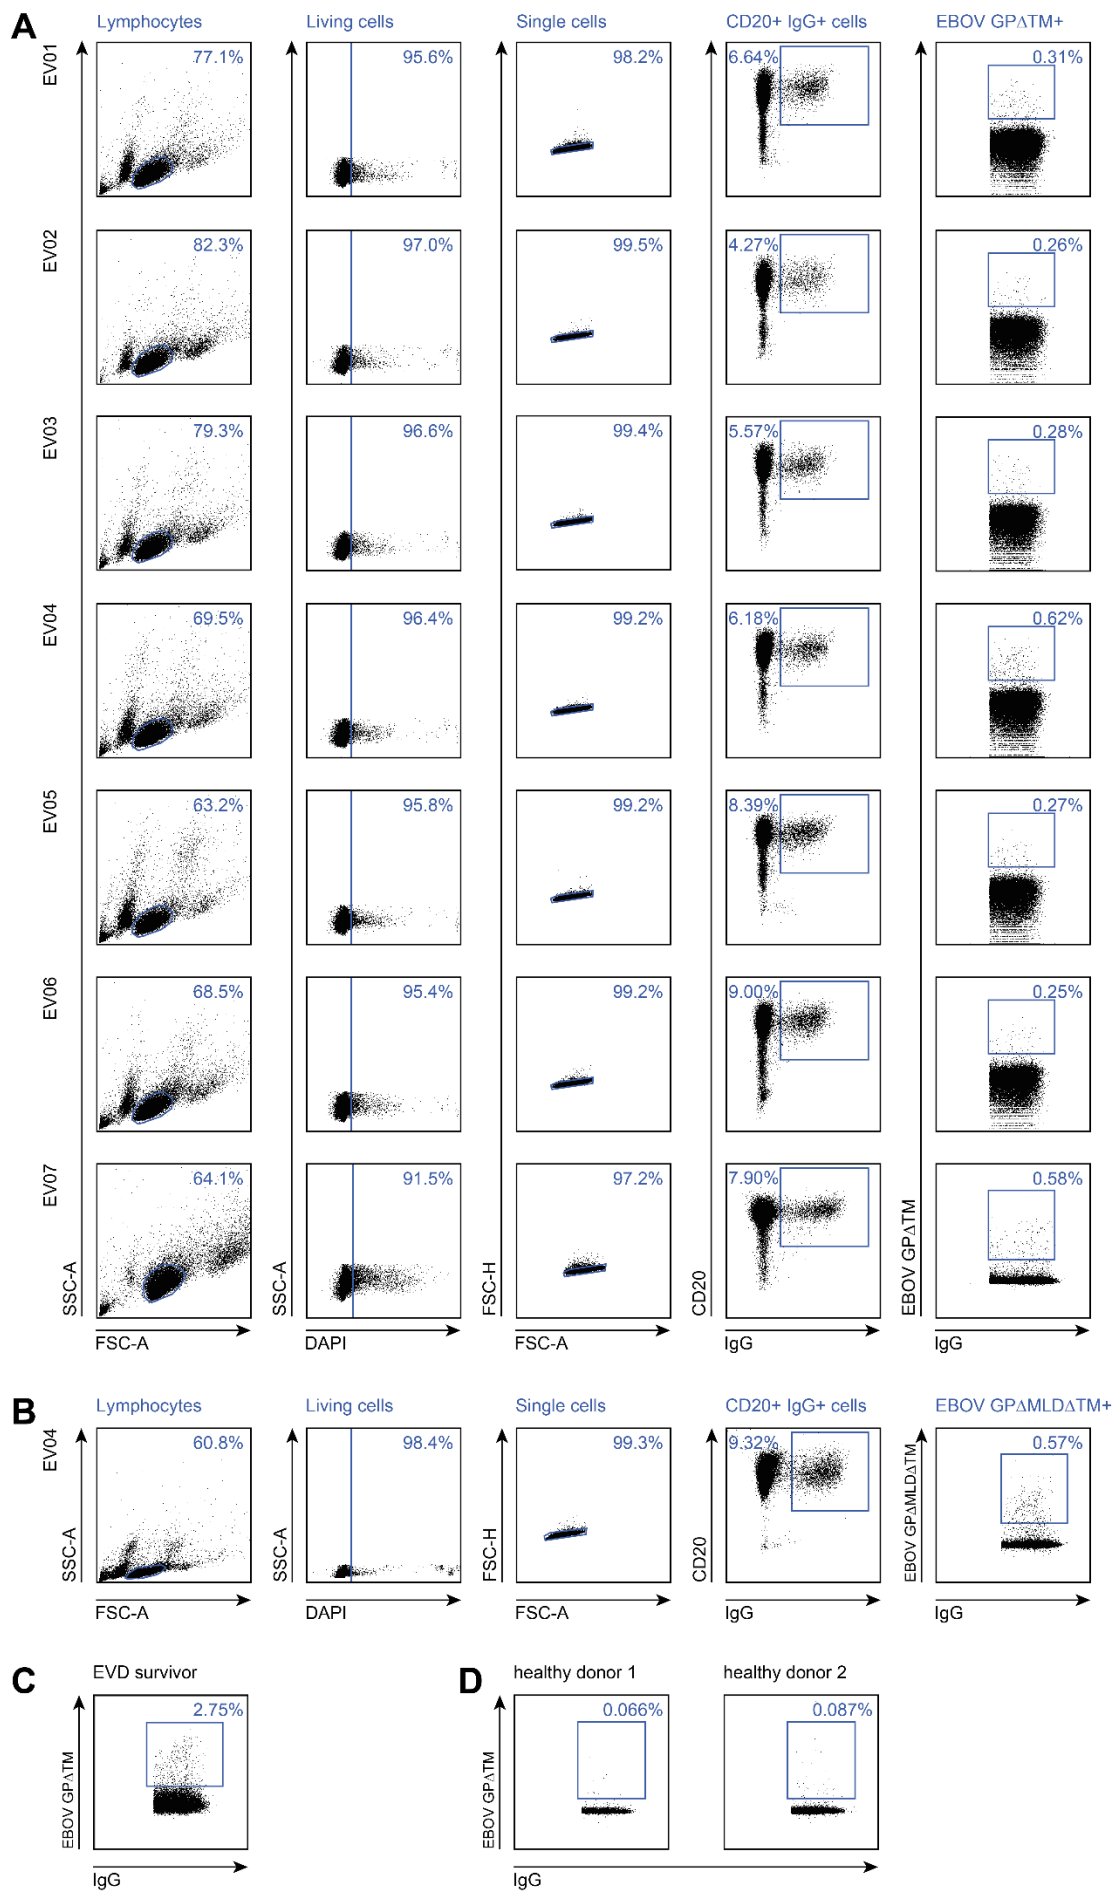 A
Lymphocytes Living cells Single cells CD20+ IgG+ cells EBOV GPΔTM+
EV01 77.1% 95.6% 98.2% 6.64% 0.31%
EV02 82.3% 97.0% 99.5% 4.27% 0.26%
EV03 79.3% 96.6% 99.4% 5.57% 0.28%
EV04 69.5% 96.4% 99.2% 6.18% 0.62%
EV05 63.2% 95.8% 99.2% 8.39% 0.27%
EV06 68.5% 95.4% 99.2% 9.00% 0.25%
EV07 64.1% 91.5% 97.2% 7.90% 0.58%
SSC-A SSC-A FSC-H CD20 EBOV GPΔTM
FSC-A DAPI FSC-A IgG IgG
B
Lymphocytes Living cells Single cells CD20+ IgG+ cells EBOV GPΔMLDΔTM+
EV04 60.8% 98.4% 99.3% 9.32% 0.57%
SSC-A SSC-A FSC-H CD20 EBOV GPΔMLDΔTM
FSC-A DAPI FSC-A IgG IgG
C
EVD survivor
2.75%
EBOV GPΔTM
IgG
D
healthy donor 1 healthy donor 2
0.066% 0.087%
EBOV GPΔTM
IgG